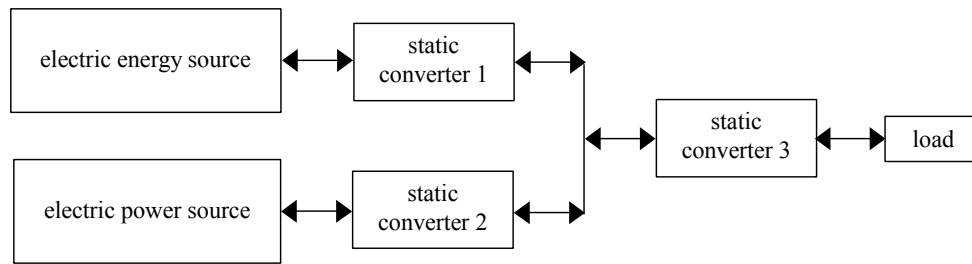 electric energy source
static
converter 1
static
converter 3
load
electric power source
static
converter 2